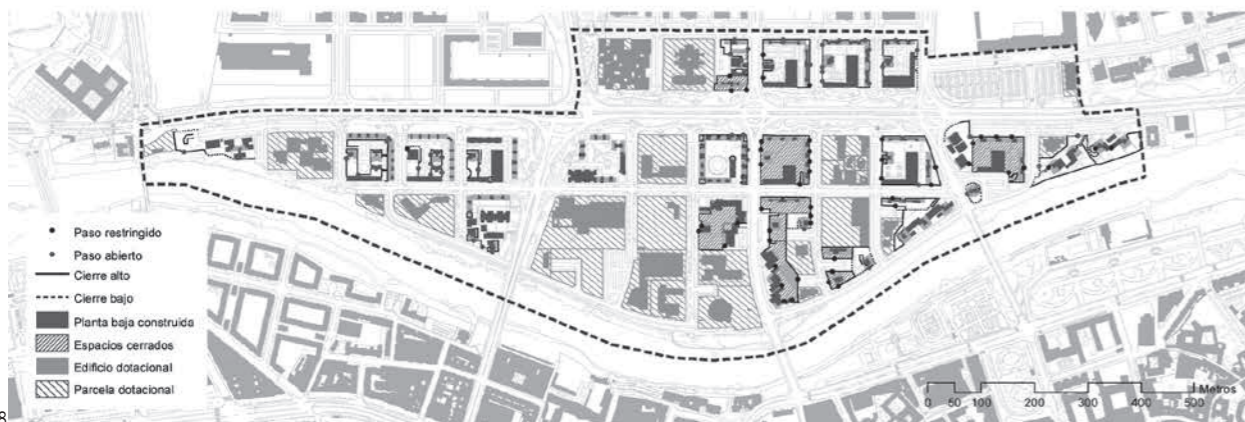 Paso restringido
Paso abierto
Cierre alto
Cierre bajo
Planta baja construida
Espacios cerrados
Edificio dotacional
Parcela dotacional
Metros
0 50 100 200 300 400 500
8